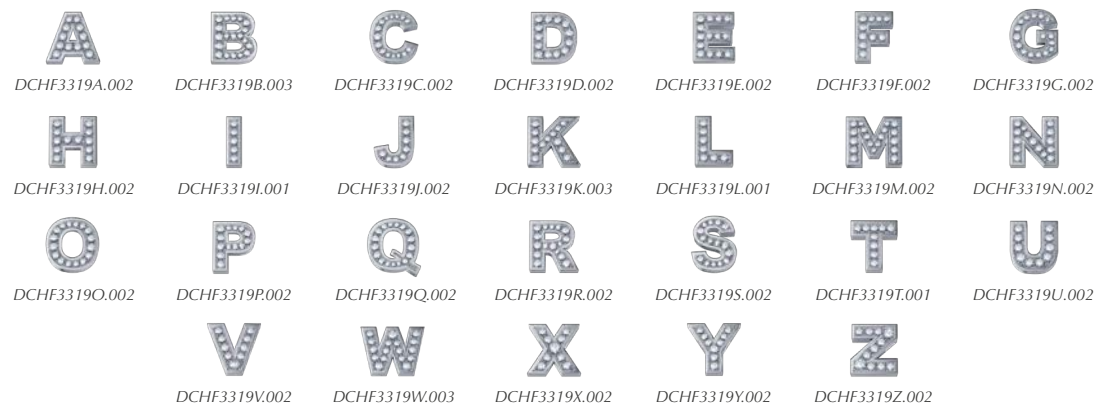 A B C D E F G
DCHF3319A.002 DCHF3319B.003 DCHF3319C.002 DCHF3319D.002 DCHF3319E.002 DCHF3319F.002 DCHF3319G.002
H I J K L M N
DCHF3319H.002 DCHF3319I.001 DCHF3319J.002 DCHF3319K.003 DCHF3319L.001 DCHF3319M.002 DCHF3319N.002
O P Q R S T U
DCHF3319O.002 DCHF3319P.002 DCHF3319Q.002 DCHF3319R.002 DCHF3319S.002 DCHF3319T.001 DCHF3319U.002
V W X Y Z
DCHF3319V.002 DCHF3319W.003 DCHF3319X.002 DCHF3319Y.002 DCHF3319Z.002